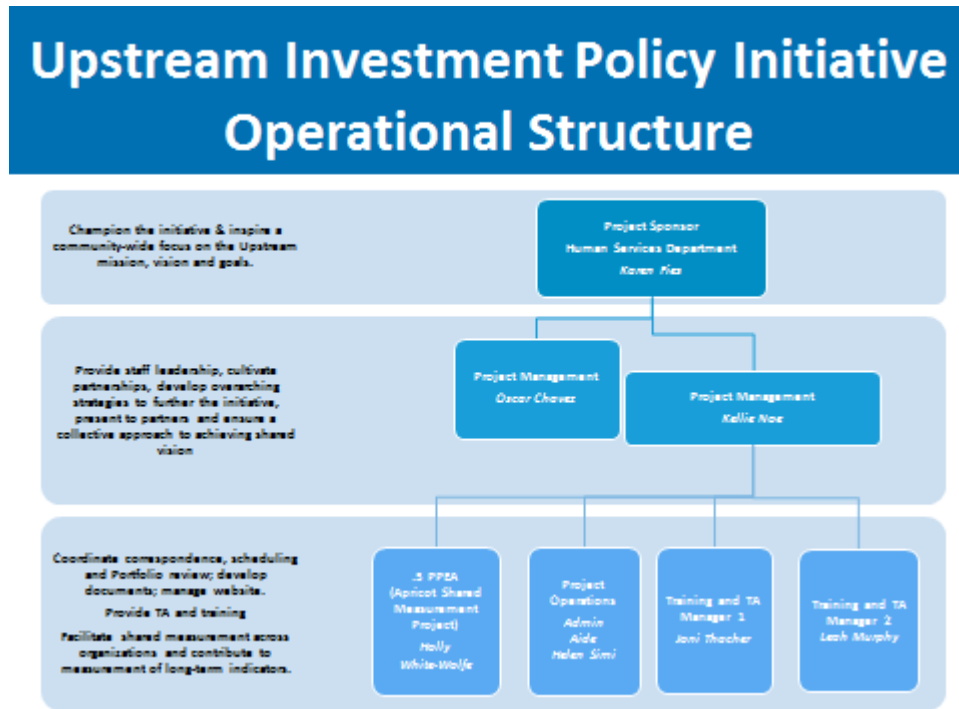 Upstream Investment Policy Initiative
Operational Structure
Champion the initiative & inspire a
community-wide focus on the Upstream
mission, vision and goals.
Project Sponsor
Human Services Department
Karen Fies
Provide staff leadership, cultivate
partnerships, develop overarching
strategies to further the initiative,
present to partners and ensure a
collective approach to achieving shared
vision
Project Management
Oscar Chavez
Project Management
Kellie Noe
Coordinate correspondence, scheduling
and Portfolio review; develop
documents; manage website.
Provide TA and training
Facilitate shared measurement across
organizations and contribute to
measurement of long-term indicators.
.5 PPEA
(Apricot Shared
Measurement
Project)
Holly
White-Wolfe
Project
Operations
Admin
Aide
Helen Simi
Training and TA
Manager 1
Joni Thacher
Training and TA
Manager 2
Leah Murphy